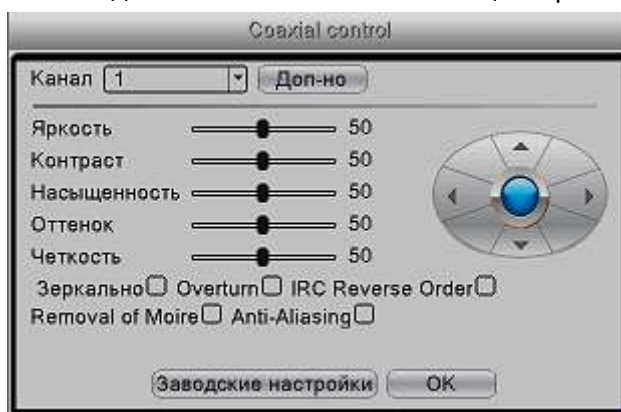 Coaxial control
Канал 1 Доп-но
Яркость 50
Контраст 50
Насыщенность 50
Оттенок 50
Четкость 50
Зеркально Overturn IRC Reverse Order
Removal of Moire Anti-Aliasing
Заводские настройки OK